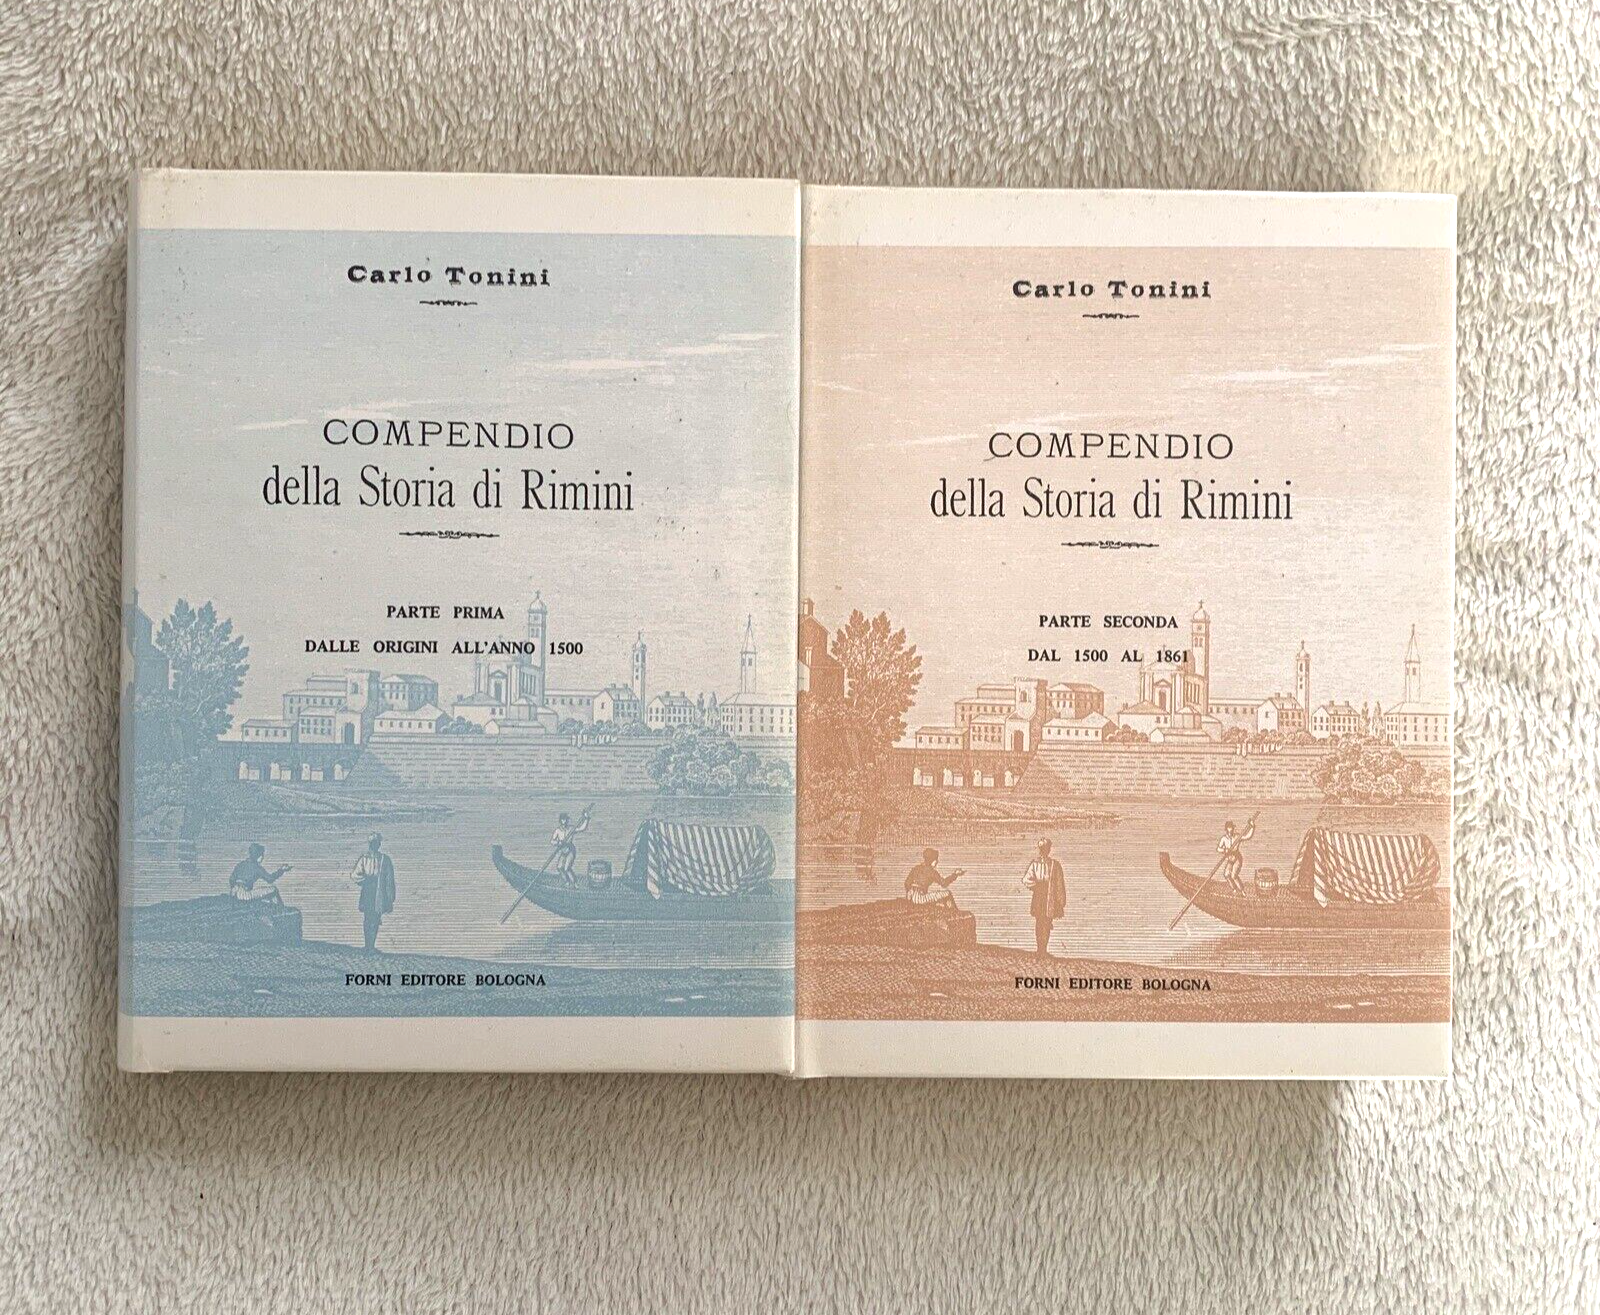 Carlo Tonini
COMPENDIO
della Storia di Rimini
PARTE PRIMA
DALLE ORIGINI ALL'ANNO 1500
FORNI EDITORE BOLOGNA
Carlo Tonini
COMPENDIO
della Storia di Rimini
PARTE SECONDA
DAL 1500 AL 1861
FORNI EDITORE BOLOGNA